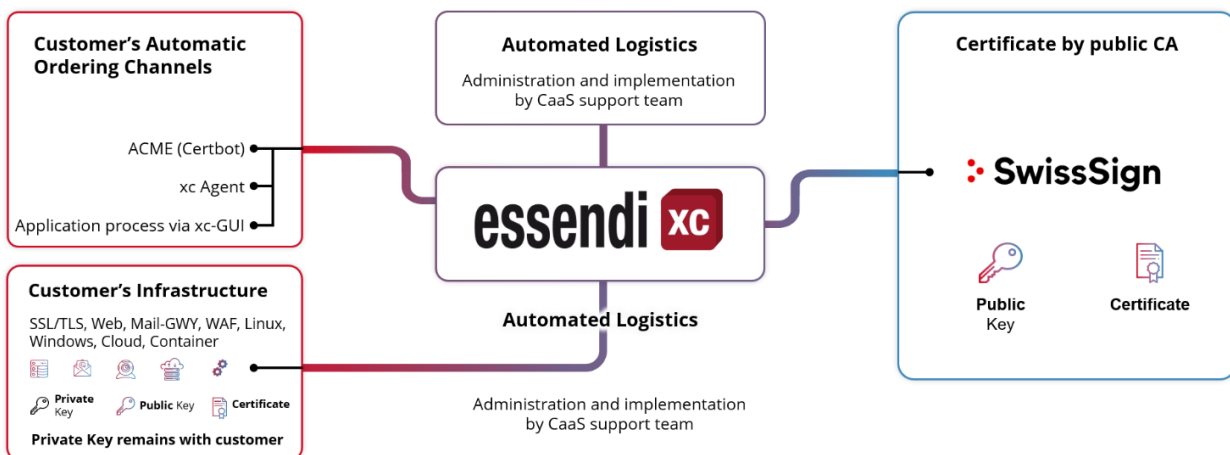 Customer's Automatic
Ordering Channels
ACME (Certbot)
xc Agent
Application process via xc-GUI
Customer's Infrastructure
SSL/TLS, Web, Mail-GWY, WAF, Linux,
Windows, Cloud, Container
Private
Key
Public Key
Certificate
Private Key remains with customer
Automated Logistics
Administration and implementation
by CaaS support team
essendi xc
Automated Logistics
Administration and implementation
by CaaS support team
Certificate by public CA
SwissSign
Public
Key
Certificate